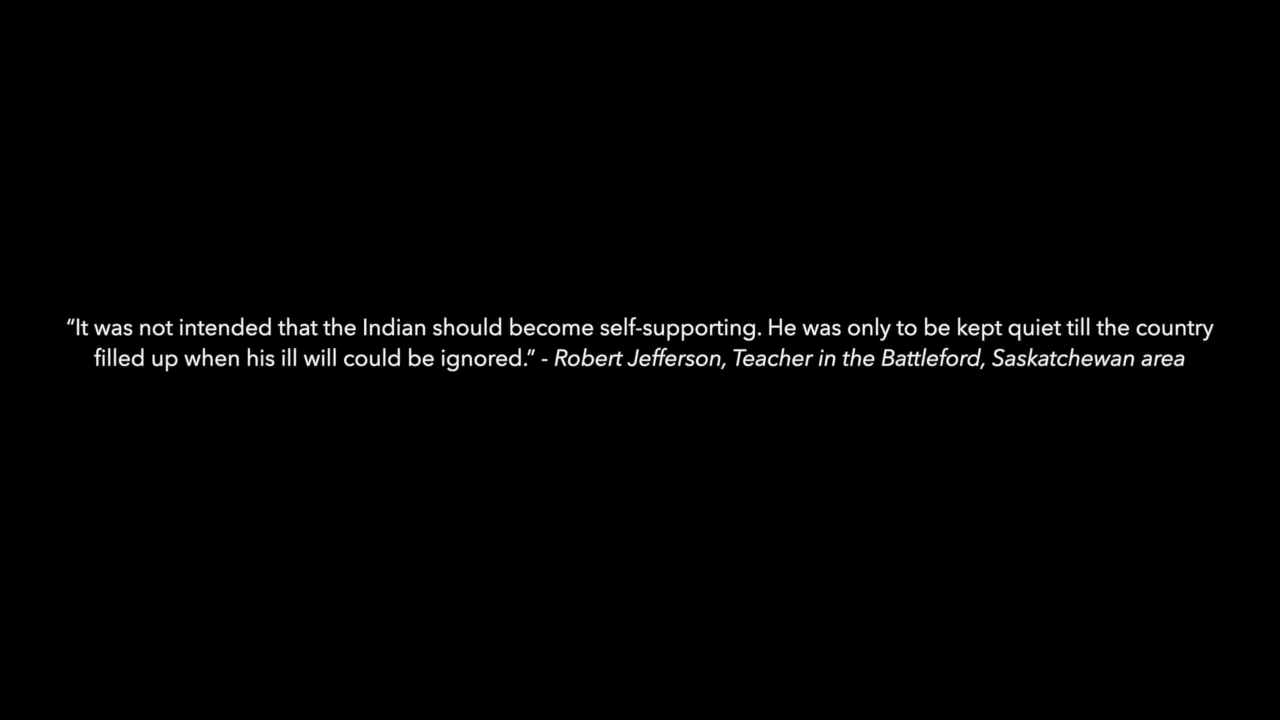 “It was not intended that the Indian should become self-supporting. He was only to be kept quiet till the country
filled up when his ill will could be ignored.” - Robert Jefferson, Teacher in the Battleford, Saskatchewan area